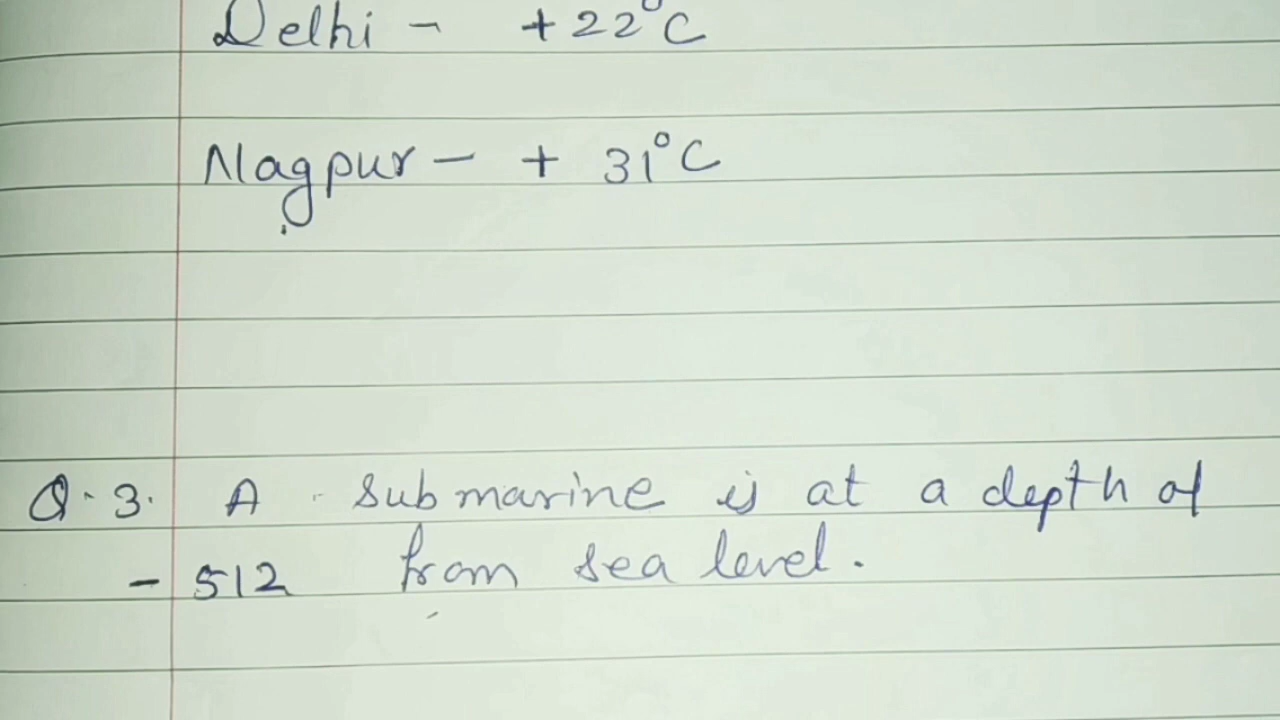 Delhi - +22°C
Nagpur - + 31°C
Q.3. A submarine is at a depth of
- 512 from sea level.